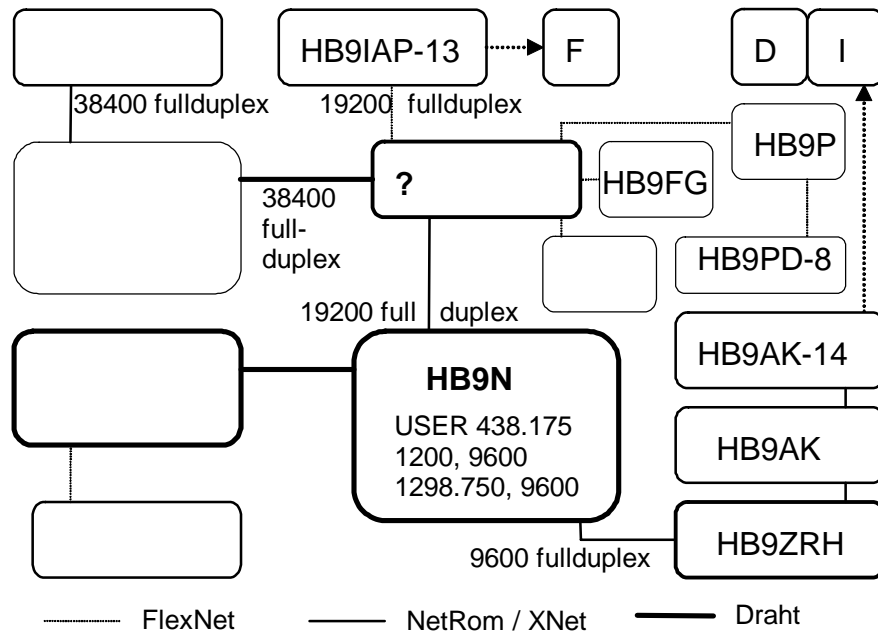 HB9IAP-13
F
D
I
38400 fullduplex
19200 fullduplex
HB9P
?
HB9FG
38400
full-
duplex
HB9PD-8
19200 full duplex
HB9AK-14
HB9N
USER 438.175
1200, 9600
1298.750, 9600
HB9AK
HB9ZRH
9600 fullduplex
FlexNet
NetRom / XNet
Draht